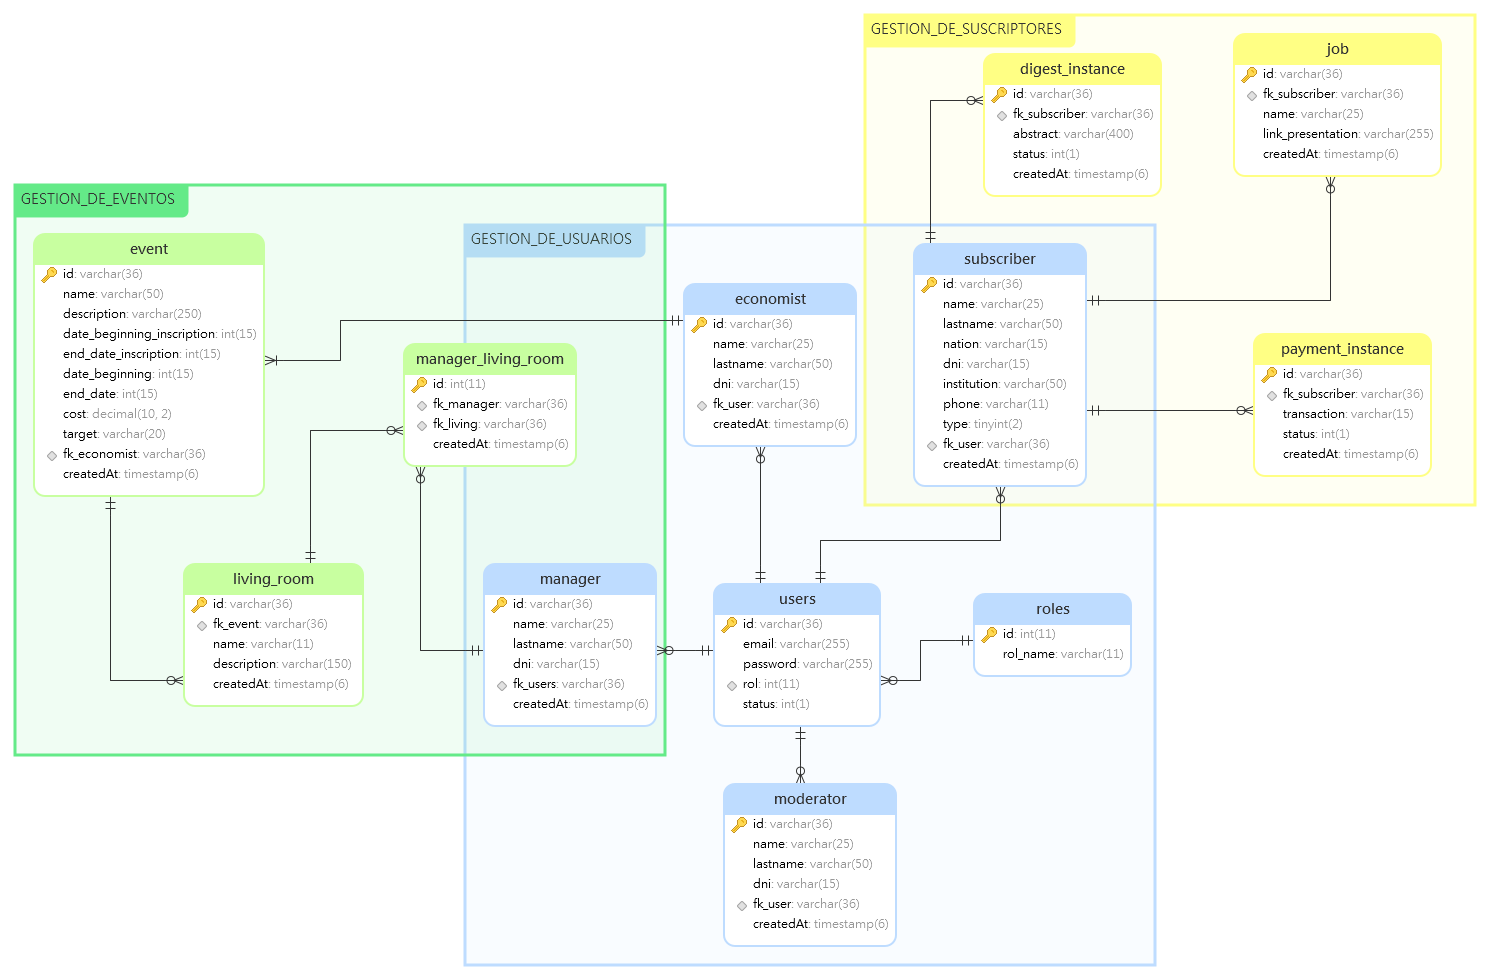 GESTION_DE_SUSCRIPTORES
digest_instance
id: varchar(36)
fk_subscriber: varchar(36)
abstract: varchar(400)
status: int(1)
createdAt: timestamp(6)
job
id: varchar(36)
fk_subscriber: varchar(36)
name: varchar(25)
link_presentation: varchar(255)
createdAt: timestamp(6)
GESTION_DE_EVENTOS
event
id: varchar(36)
name: varchar(50)
description: varchar(250)
date_beginning_inscription: int(15)
end_date_inscription: int(15)
date_beginning: int(15)
end_date: int(15)
cost: decimal(10, 2)
target: varchar(20)
fk_economist: varchar(36)
createdAt: timestamp(6)
GESTION_DE_USUARIOS
manager_living_room
id: int(11)
fk_manager: varchar(36)
fk_living: varchar(36)
createdAt: timestamp(6)
economist
id: varchar(36)
name: varchar(25)
lastname: varchar(50)
dni: varchar(15)
fk_user: varchar(36)
createdAt: timestamp(6)
subscriber
id: varchar(36)
name: varchar(25)
lastname: varchar(50)
nation: varchar(15)
dni: varchar(15)
institution: varchar(50)
phone: varchar(11)
type: tinyint(2)
fk_user: varchar(36)
createdAt: timestamp(6)
payment_instance
id: varchar(36)
fk_subscriber: varchar(36)
transaction: varchar(15)
status: int(1)
createdAt: timestamp(6)
living_room
id: varchar(36)
fk_event: varchar(36)
name: varchar(11)
description: varchar(150)
createdAt: timestamp(6)
manager
id: varchar(36)
name: varchar(25)
lastname: varchar(50)
dni: varchar(15)
fk_users: varchar(36)
createdAt: timestamp(6)
users
id: varchar(36)
email: varchar(255)
password: varchar(255)
rol: int(11)
status: int(1)
roles
id: int(11)
rol_name: varchar(11)
moderator
id: varchar(36)
name: varchar(25)
lastname: varchar(50)
dni: varchar(15)
fk_user: varchar(36)
createdAt: timestamp(6)